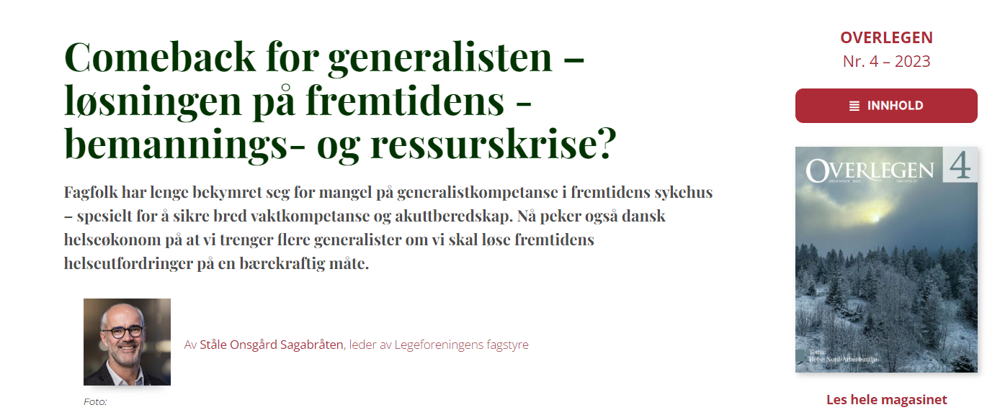 Comeback for generalisten –
løsningen på fremtidens -
bemannings- og ressurskrise?
Fagfolk har lenge bekymret seg for mangel på generalistkompetanse i fremtidens sykehus
– spesielt for å sikre bred vaktkompetanse og akuttberedskap. Nå peker også dansk
helseøkonom på at vi trenger flere generalister om vi skal løse fremtidens
helseutfordringer på en bærekraftig måte.
Av Ståle Onsgård Sagabråten, leder av Legeforeningens fagstyre
Foto:
OVERLEGEN
Nr. 4 – 2023
INNHOLD
OVERLEGEN
4
Tema:
Helse Nord/Arbeidsmiljø
Les hele magasinet